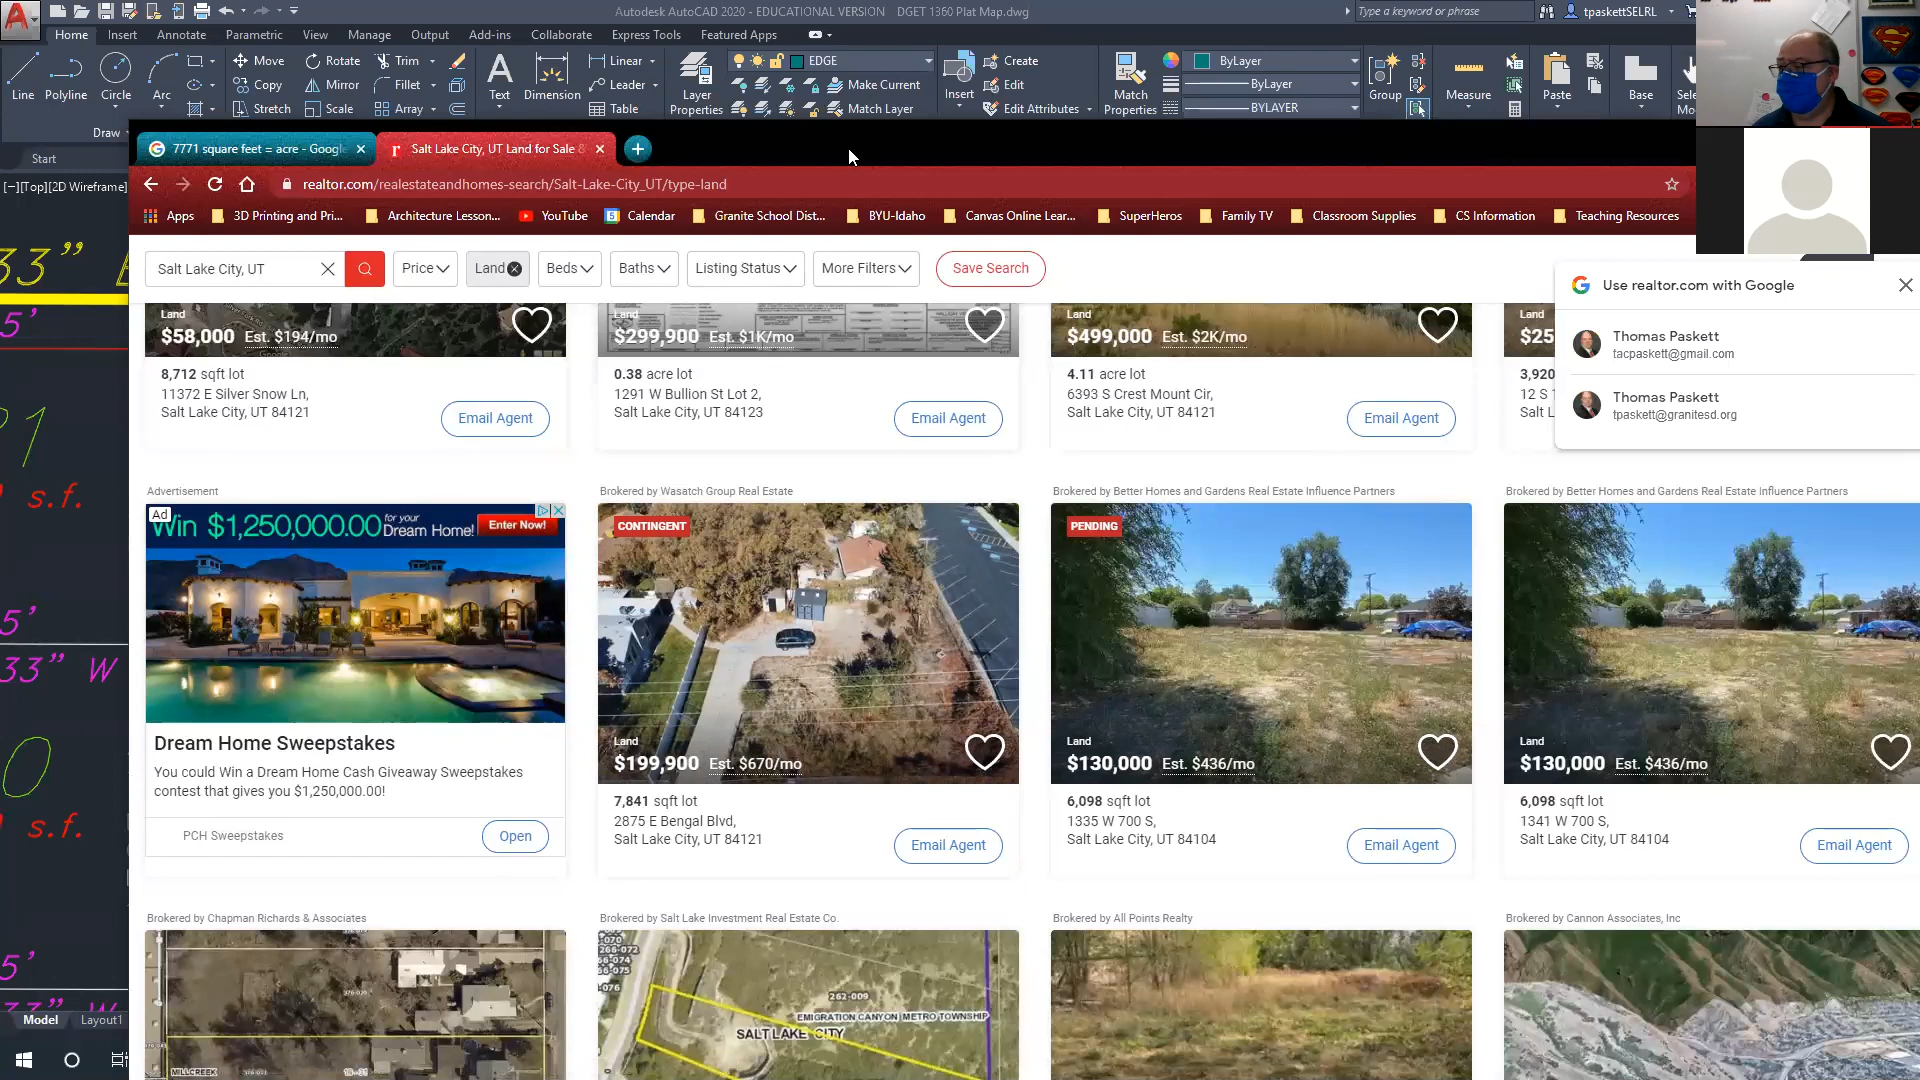 Autodesk AutoCAD 2020 - EDUCATIONAL VERSION DGET 1360 Plat Map.dwg
Type a keyword or phrase
tpaskettSELRL
Home Insert Annotate Parametric View Manage Output Add-ins Collaborate Express Tools Featured Apps
Line Polyline Circle Arc
Move Rotate Trim
Copy Mirror Fillet
Stretch Scale Array
Text Dimension
Linear
Leader
Table
Layer Properties
EDGE
Make Current
Match Layer
Insert
Create
Edit
Edit Attributes
Match Properties
ByLayer
ByLayer
BYLAYER
Group Measure Paste Base
Draw
Start
[−][Top][2D Wireframe]
7771 square feet = acre - Google
Salt Lake City, UT Land for Sale &
realtor.com/realestateandhomes-search/Salt-Lake-City_UT/type-land
Apps 3D Printing and Pri... Architecture Lesson... YouTube Calendar Granite School Dist... BYU-Idaho Canvas Online Lear... SuperHeros Family TV Classroom Supplies CS Information Teaching Resources
Salt Lake City, UT
Price Land Beds Baths Listing Status More Filters Save Search
Use realtor.com with Google
Thomas Paskett
tacpaskett@gmail.com
Thomas Paskett
tpaskett@granitesd.org
Land
$58,000 Est. $194/mo
8,712 sqft lot
11372 E Silver Snow Ln,
Salt Lake City, UT 84121
Email Agent
Land
$299,900 Est. $1K/mo
0.38 acre lot
1291 W Bullion St Lot 2,
Salt Lake City, UT 84123
Email Agent
Land
$499,000 Est. $2K/mo
4.11 acre lot
6393 S Crest Mount Cir,
Salt Lake City, UT 84121
Email Agent
Land
$25
3,920
12 S 1
Salt L
Advertisement
Ad
Win $1,250,000.00 for your Dream Home! Enter Now!
Dream Home Sweepstakes
You could Win a Dream Home Cash Giveaway Sweepstakes
contest that gives you $1,250,000.00!
PCH Sweepstakes
Open
Brokered by Wasatch Group Real Estate
CONTINGENT
Land
$199,900 Est. $670/mo
7,841 sqft lot
2875 E Bengal Blvd,
Salt Lake City, UT 84121
Email Agent
Brokered by Better Homes and Gardens Real Estate Influence Partners
PENDING
Land
$130,000 Est. $436/mo
6,098 sqft lot
1335 W 700 S,
Salt Lake City, UT 84104
Email Agent
Brokered by Better Homes and Gardens Real Estate Influence Partners
Land
$130,000 Est. $436/mo
6,098 sqft lot
1341 W 700 S,
Salt Lake City, UT 84104
Email Agent
Brokered by Chapman Richards & Associates
MILLCREEK
Brokered by Salt Lake Investment Real Estate Co.
262-009
EMIGRATION CANYON METRO TOWNSHIP
SALT LAKE CITY
Brokered by All Points Realty
Brokered by Cannon Associates, Inc
33"
5'
s.f.
5'
33" W
0
s.f.
5'
Model Layout1